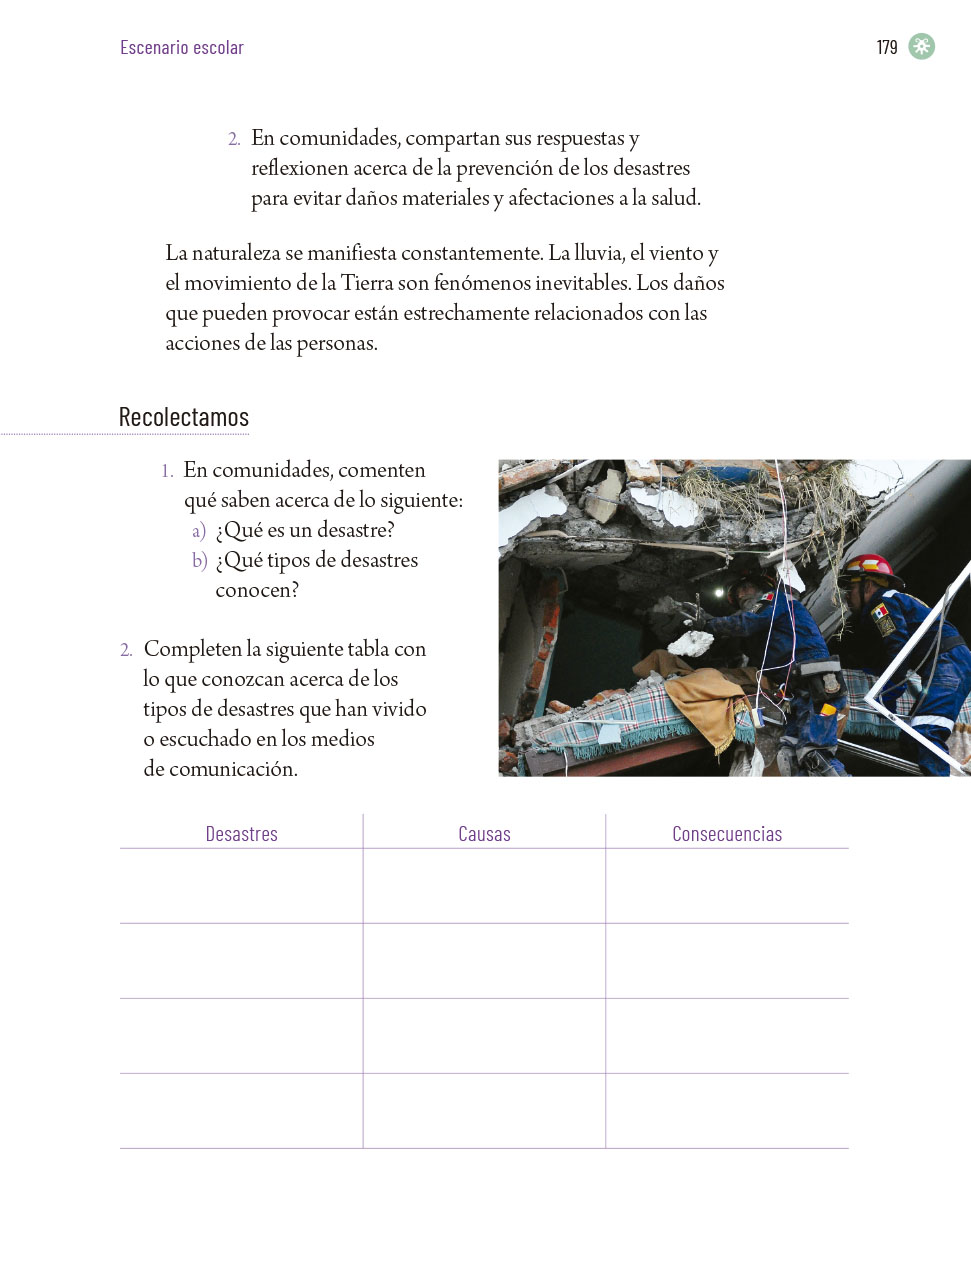 Escenario escolar
179
2. En comunidades, compartan sus respuestas y
reflexionen acerca de la prevención de los desastres
para evitar daños materiales y afectaciones a la salud.
La naturaleza se manifiesta constantemente. La lluvia, el viento y
el movimiento de la Tierra son fenómenos inevitables. Los daños
que pueden provocar están estrechamente relacionados con las
acciones de las personas.
Recolectamos
1. En comunidades, comenten
qué saben acerca de lo siguiente:
a) ¿Qué es un desastre?
b) ¿Qué tipos de desastres
conocen?
2. Completen la siguiente tabla con
lo que conozcan acerca de los
tipos de desastres que han vivido
o escuchado en los medios
de comunicación.
Desastres
Causas
Consecuencias